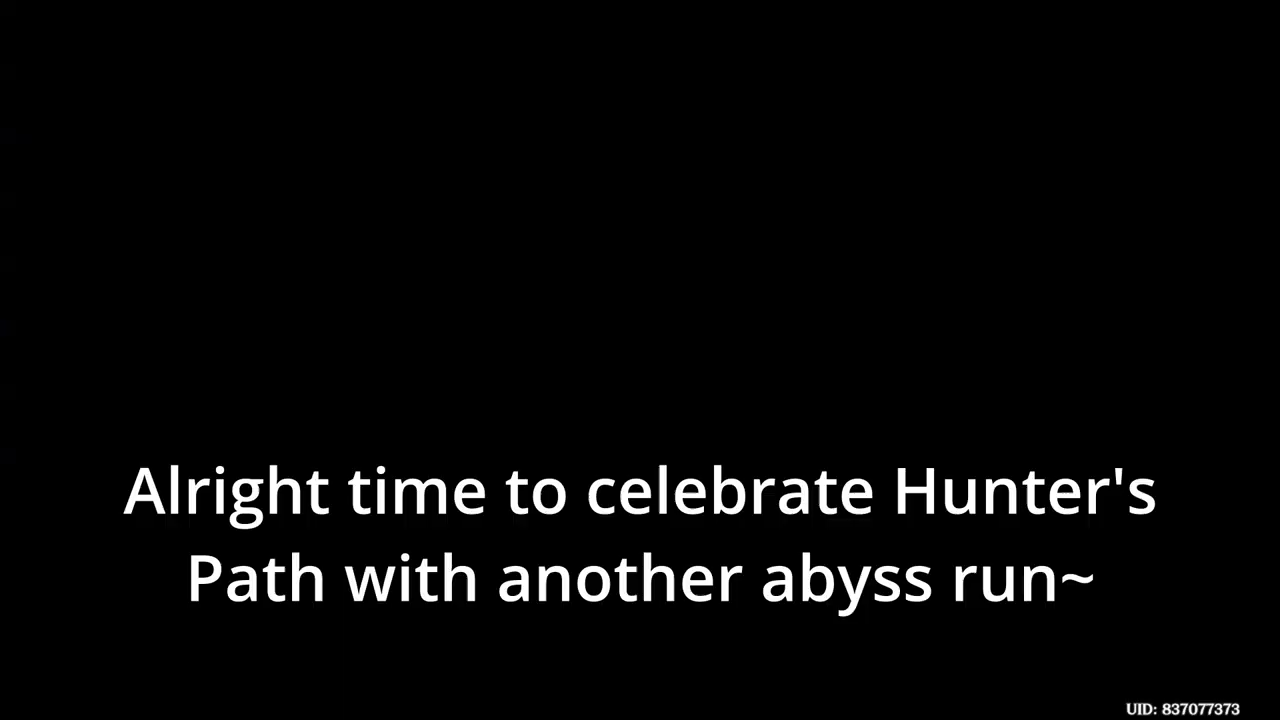 Alright time to celebrate Hunter's
Path with another abyss run~
UID: 837077373